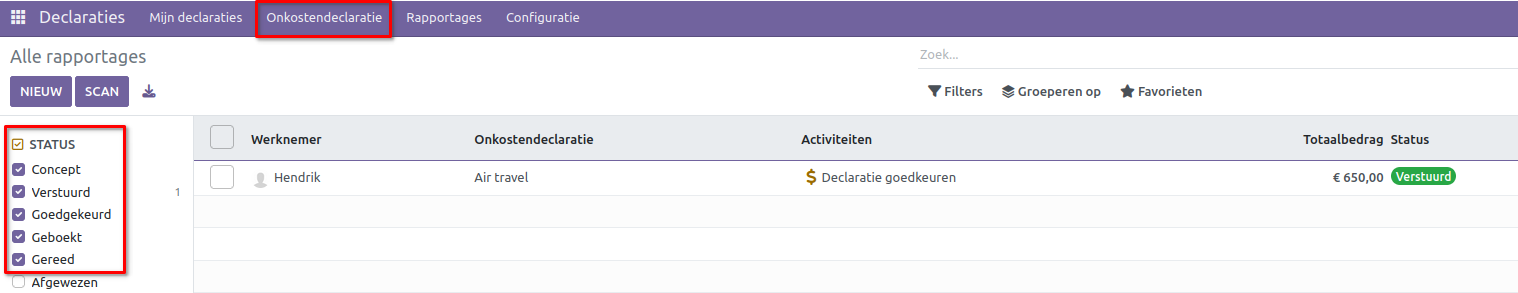 Declaraties Mijn declaraties Onkostendeclaratie Rapportages Configuratie
Alle rapportages
Zoek...
NIEUW SCAN Filters Groeperen op Favorieten
STATUS Werknemer Onkostendeclaratie Activiteiten Totaalbedrag Status
Concept
Hendrik Air travel Declaratie goedkeuren € 650,00 Verstuurd
Verstuurd 1
Goedgekeurd
Geboekt
Gereed
Afgewezen